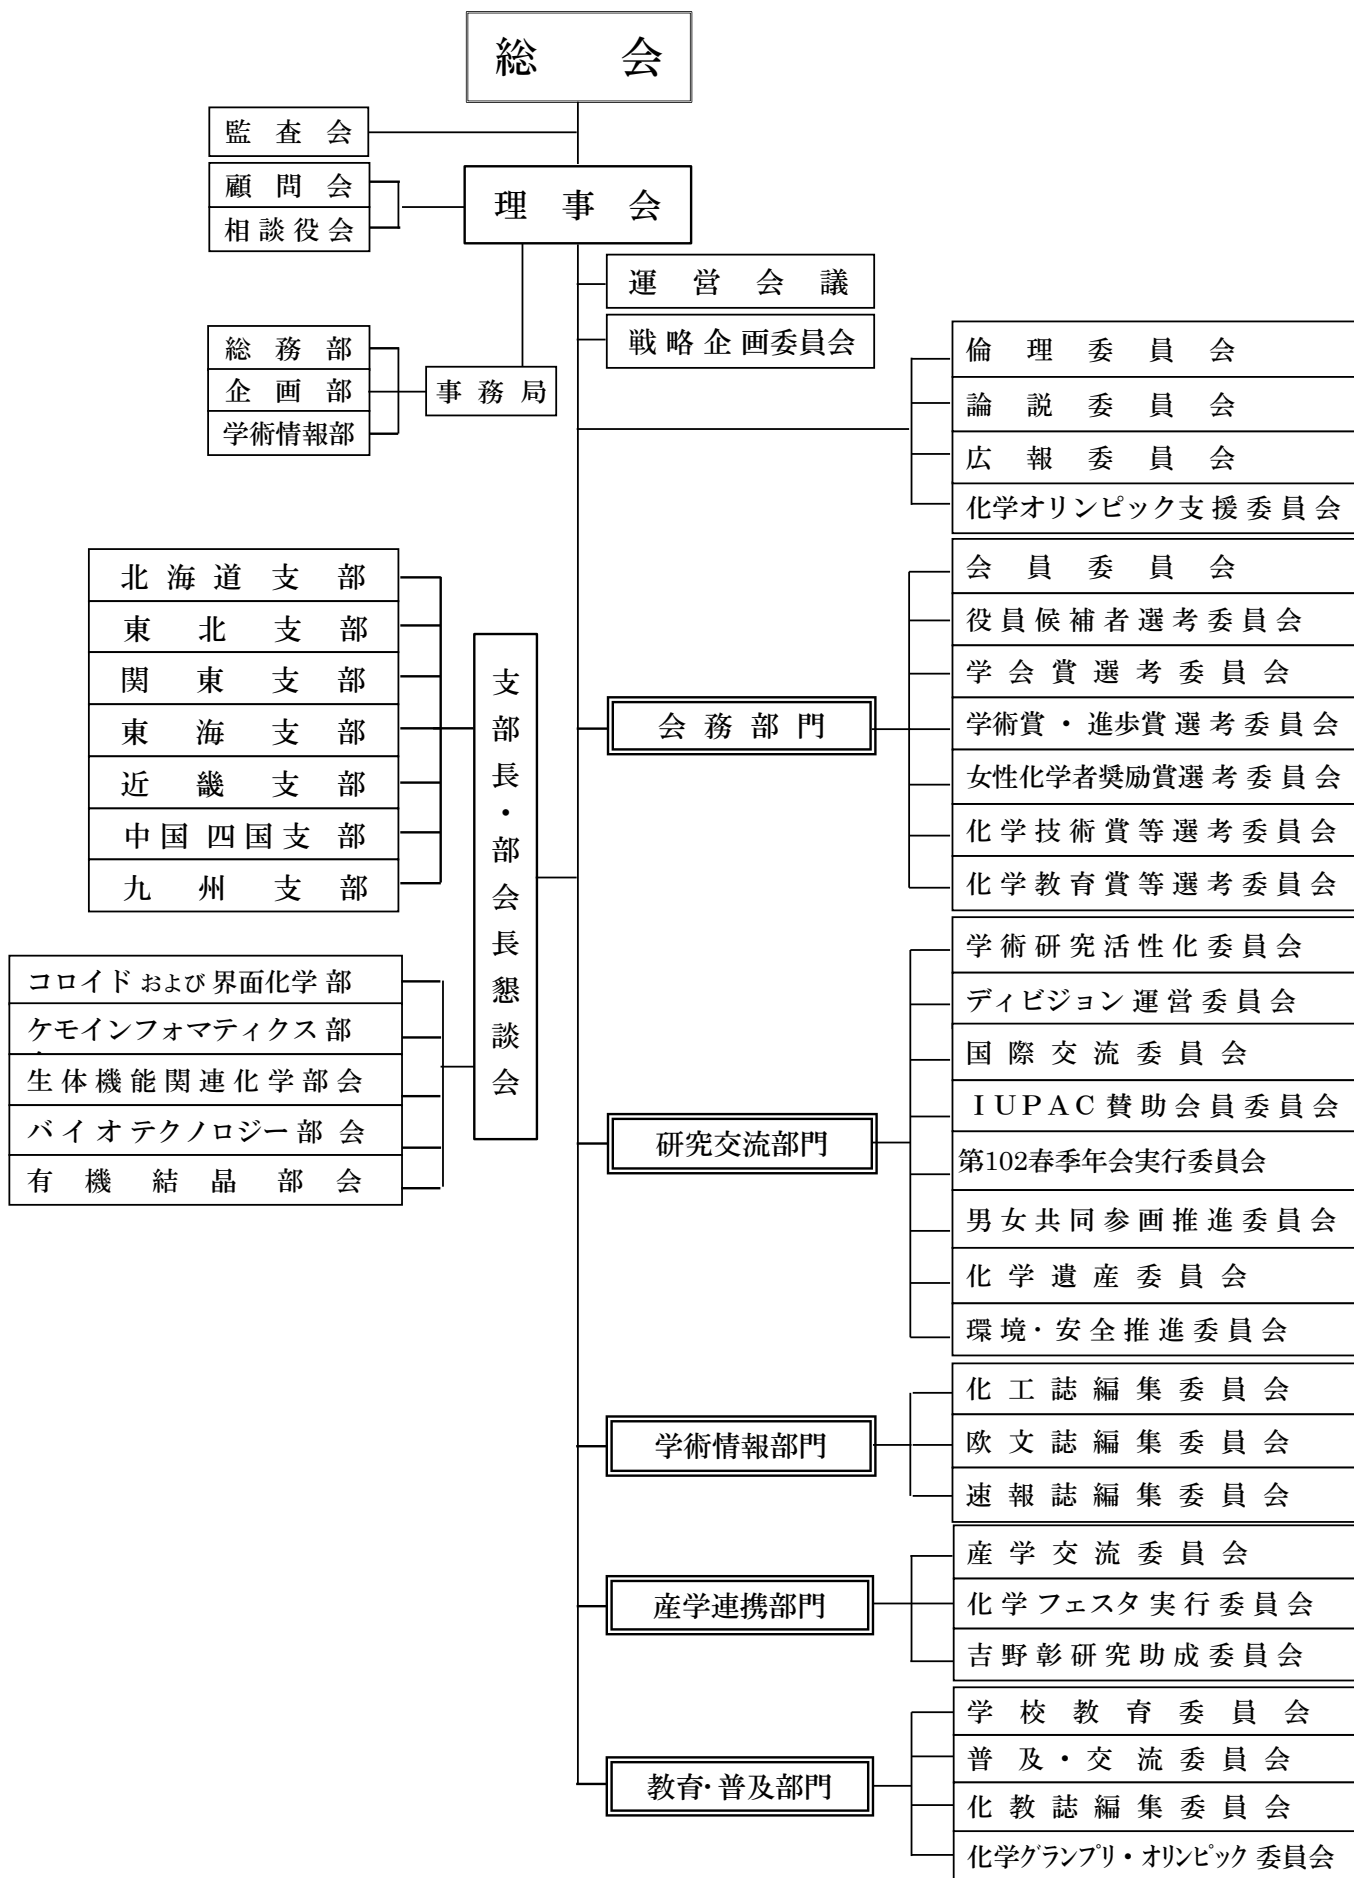 総会
監査会
顧問会
相談役会
理事会
運営会議
戦略企画委員会
総務部
企画部
学術情報部
事務局
倫理委員会
論説委員会
広報委員会
化学オリンピック支援委員会
北海道支部
東北支部
関東支部
東海支部
近畿支部
中国四国支部
九州支部
コロイドおよび界面化学部
ケモインフォマティクス部
生体機能関連化学部会
バイオテクノロジー部会
有機結晶部会
支部長・部会長懇談会
会務部門
会員委員会
役員候補者選考委員会
学会賞選考委員会
学術賞・進歩賞選考委員会
女性化学者奨励賞選考委員会
化学技術賞等選考委員会
化学教育賞等選考委員会
研究交流部門
学術研究活性化委員会
ディビジョン運営委員会
国際交流委員会
IUPAC賛助会員委員会
第102春季年会実行委員会
男女共同参画推進委員会
化学遺産委員会
環境・安全推進委員会
学術情報部門
化工誌編集委員会
欧文誌編集委員会
速報誌編集委員会
産学連携部門
産学交流委員会
化学フェスタ実行委員会
吉野彰研究助成委員会
教育・普及部門
学校教育委員会
普及・交流委員会
化教誌編集委員会
化学グランプリ・オリンピック委員会